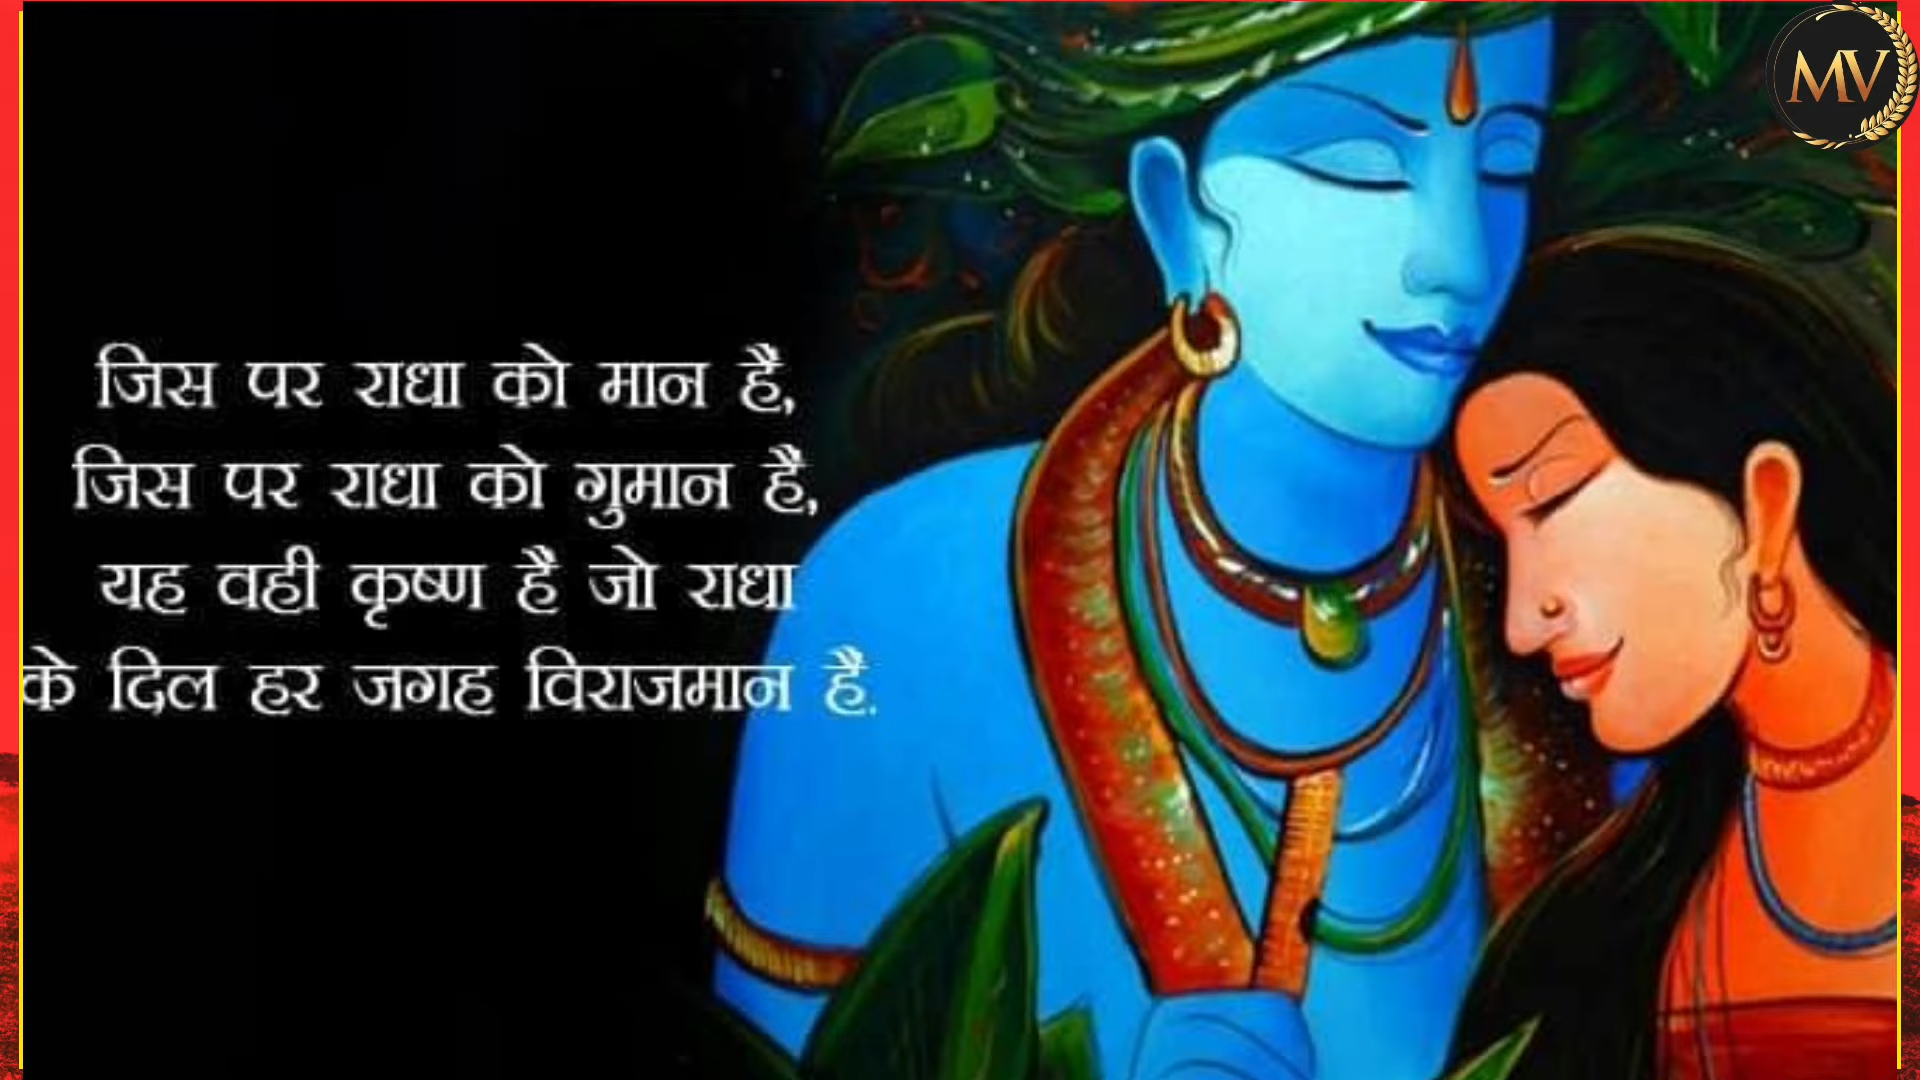 MV
जिस पर राधा को मान हैं,
जिस पर राधा को गुमान हैं,
यह वही कृष्ण हैं जो राधा
के दिल हर जगह विराजमान हैं.